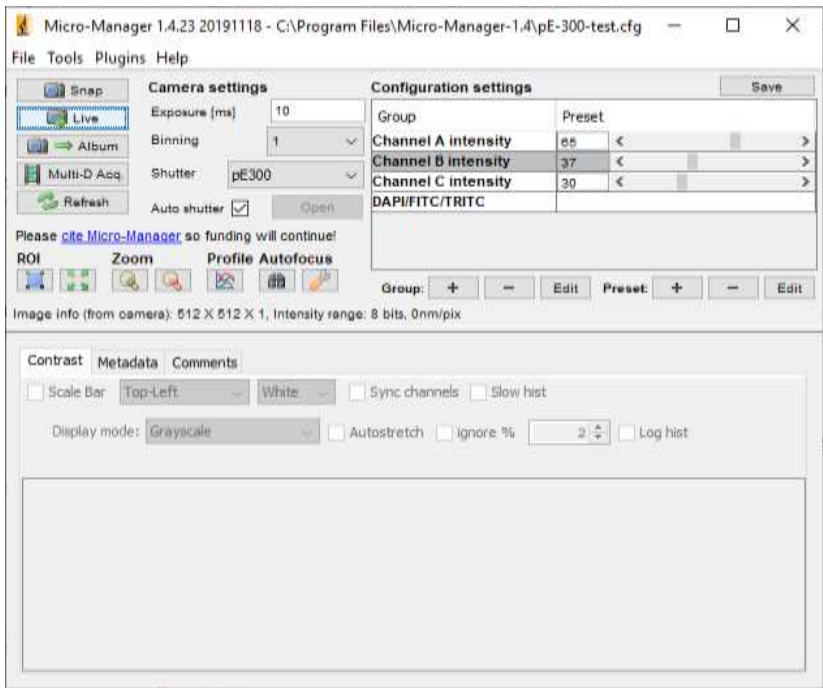 Micro-Manager 1.4.23 20191118 - C:\Program Files\Micro-Manager-1.4\pE-300-test.cfg
File Tools Plugins Help
Snap
Live
Album
Multi-D Acq.
Refresh
Camera settings
Exposure [ms] 10
Binning 1
Shutter pE300
Auto shutter Open
Please cite Micro-Manager so funding will continue!
ROI Zoom Profile Autofocus
Configuration settings Save
Group Preset
Channel A intensity 65 < >
Channel B intensity 37 < >
Channel C intensity 30 < >
DAPI/FITC/TRITC
Group: + − Edit Preset: + − Edit
Image info (from camera): 512 X 512 X 1, Intensity range: 8 bits, 0nm/pix
Contrast Metadata Comments
Scale Bar Top-Left White Sync channels Slow hist
Display mode: Grayscale Autostretch ignore % 2 Log hist